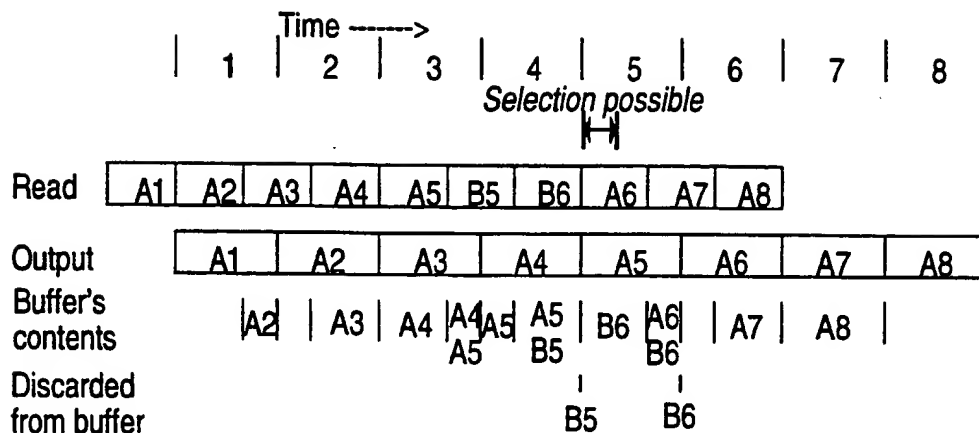 Time ------->
1 2 3 4 5 6 7 8
Selection possible
Read A1 A2 A3 A4 A5 B5 B6 A6 A7 A8
Output A1 A2 A3 A4 A5 A6 A7 A8
Buffer's
contents A2 A3 A4 A4 A5 A5 B6 A6 A7 A8
A5 B5 B6
Discarded
from buffer B5 B6